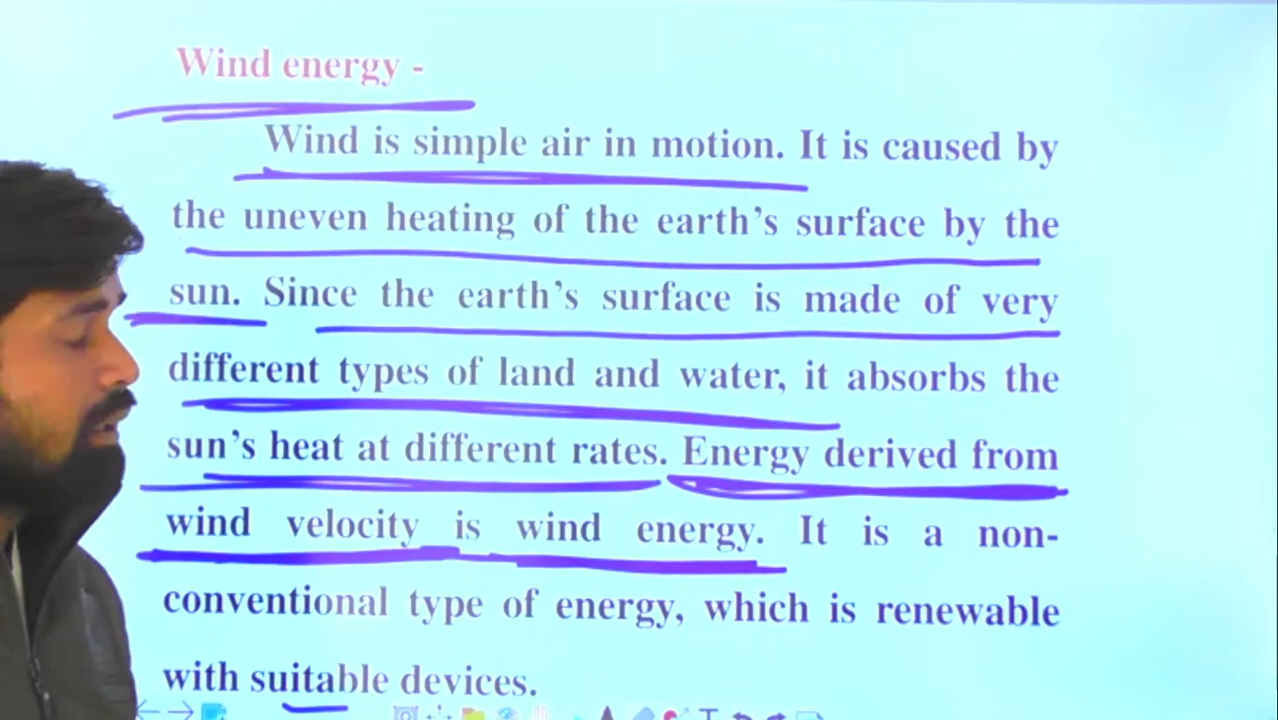 Wind energy -
Wind is simple air in motion. It is caused by
the uneven heating of the earth's surface by the
sun. Since the earth's surface is made of very
different types of land and water, it absorbs the
sun's heat at different rates. Energy derived from
wind velocity is wind energy. It is a non-
conventional type of energy, which is renewable
with suitable devices.